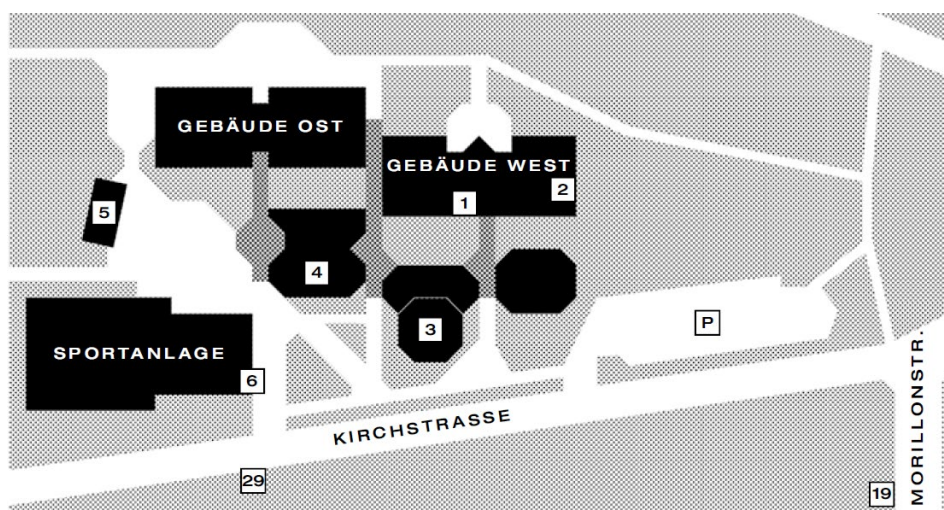 GEBÄUDE OST
GEBÄUDE WEST
2
1
5
4
P
3
SPORTANLAGE
6
KIRCHSTRASSE
MORILLONSTR.
29
19